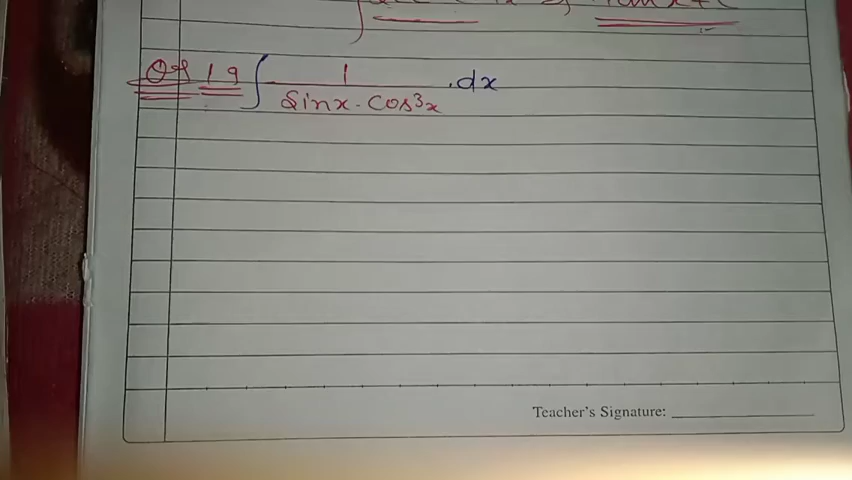 Q 19 ∫ 1 / Sinx · Cos³x . dx
Teacher's Signature: